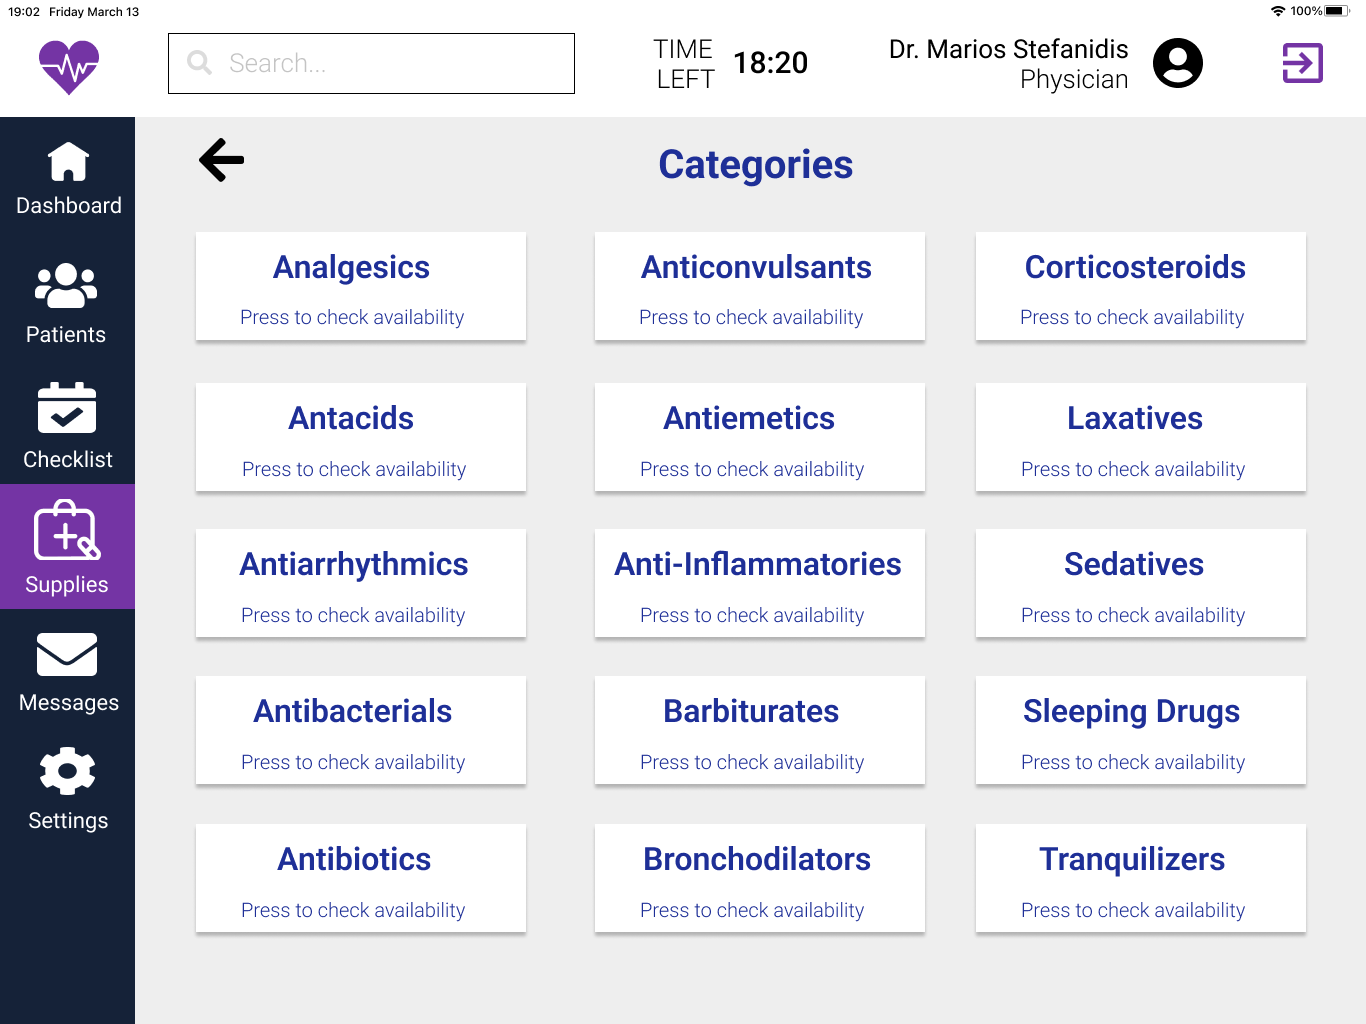 19:02 Friday March 13
100%
Search...
TIME
LEFT
18:20
Dr. Marios Stefanidis
Physician
Dashboard
Patients
Checklist
Supplies
Messages
Settings
Categories
Analgesics
Press to check availability
Anticonvulsants
Press to check availability
Corticosteroids
Press to check availability
Antacids
Press to check availability
Antiemetics
Press to check availability
Laxatives
Press to check availability
Antiarrhythmics
Press to check availability
Anti-Inflammatories
Press to check availability
Sedatives
Press to check availability
Antibacterials
Press to check availability
Barbiturates
Press to check availability
Sleeping Drugs
Press to check availability
Antibiotics
Press to check availability
Bronchodilators
Press to check availability
Tranquilizers
Press to check availability